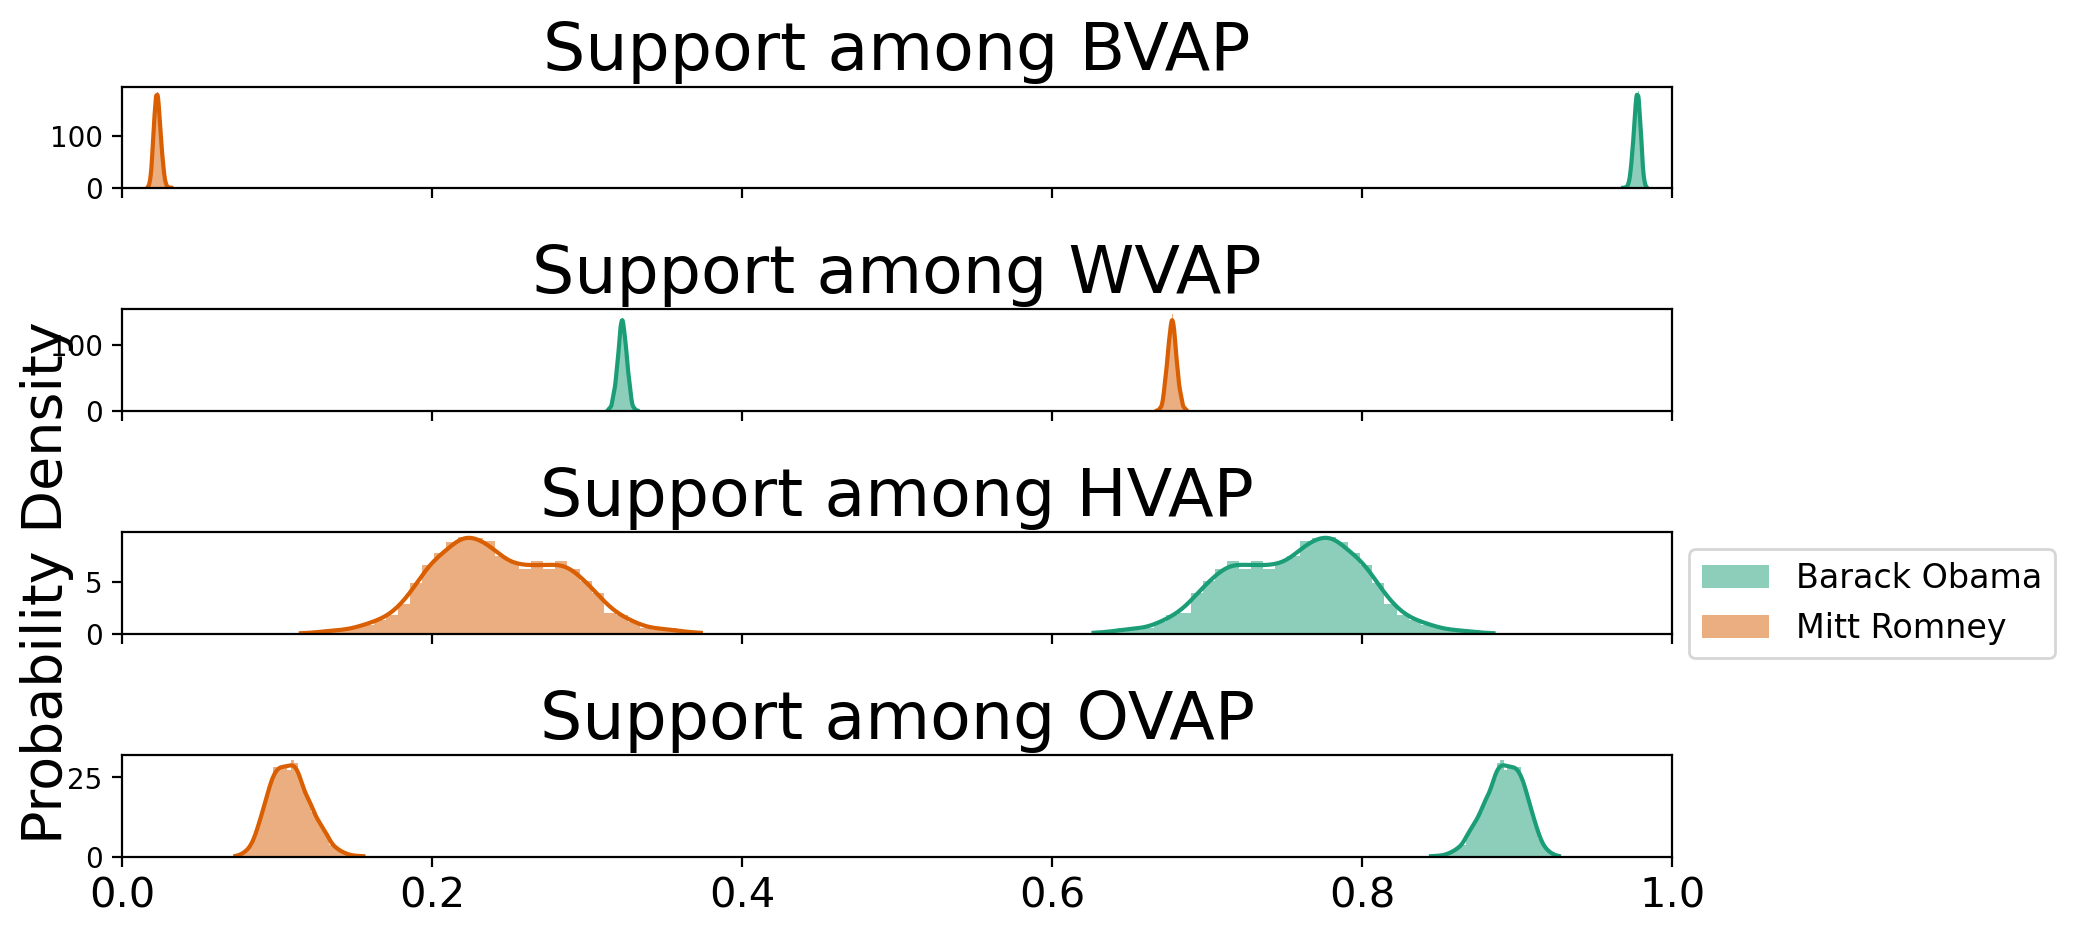 Support among BVAP
100
0
Support among WVAP
100
0
Probability Density
Support among HVAP
5
0
Barack Obama
Mitt Romney
Support among OVAP
25
0
0.0 0.2 0.4 0.6 0.8 1.0